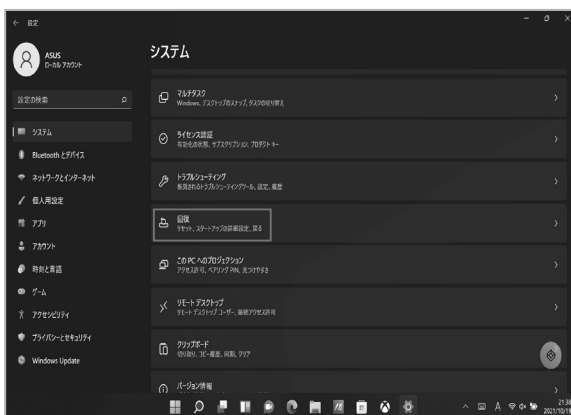 ← 設定
ASUS
ローカル アカウント
設定の検索
システム
Bluetooth とデバイス
ネットワークとインターネット
個人用設定
アプリ
アカウント
時刻と言語
ゲーム
アクセシビリティ
プライバシーとセキュリティ
Windows Update
システム
マルチタスク
Windows、デスクトップのスナップ、タスクの切り替え
ライセンス認証
有効化の状態、サブスクリプション、プロダクト キー
トラブルシューティング
推奨されるトラブルシューティングツール、設定、履歴
回復
リセット、スタートアップの詳細設定、戻る
この PC へのプロジェクション
アクセス許可、ペアリング PIN、見つけやすさ
リモート デスクトップ
リモート デスクトップ ユーザー、接続アクセス許可
クリップボード
切り取り、コピー履歴、同期、クリア
バージョン情報
A
21:38
2021/10/19